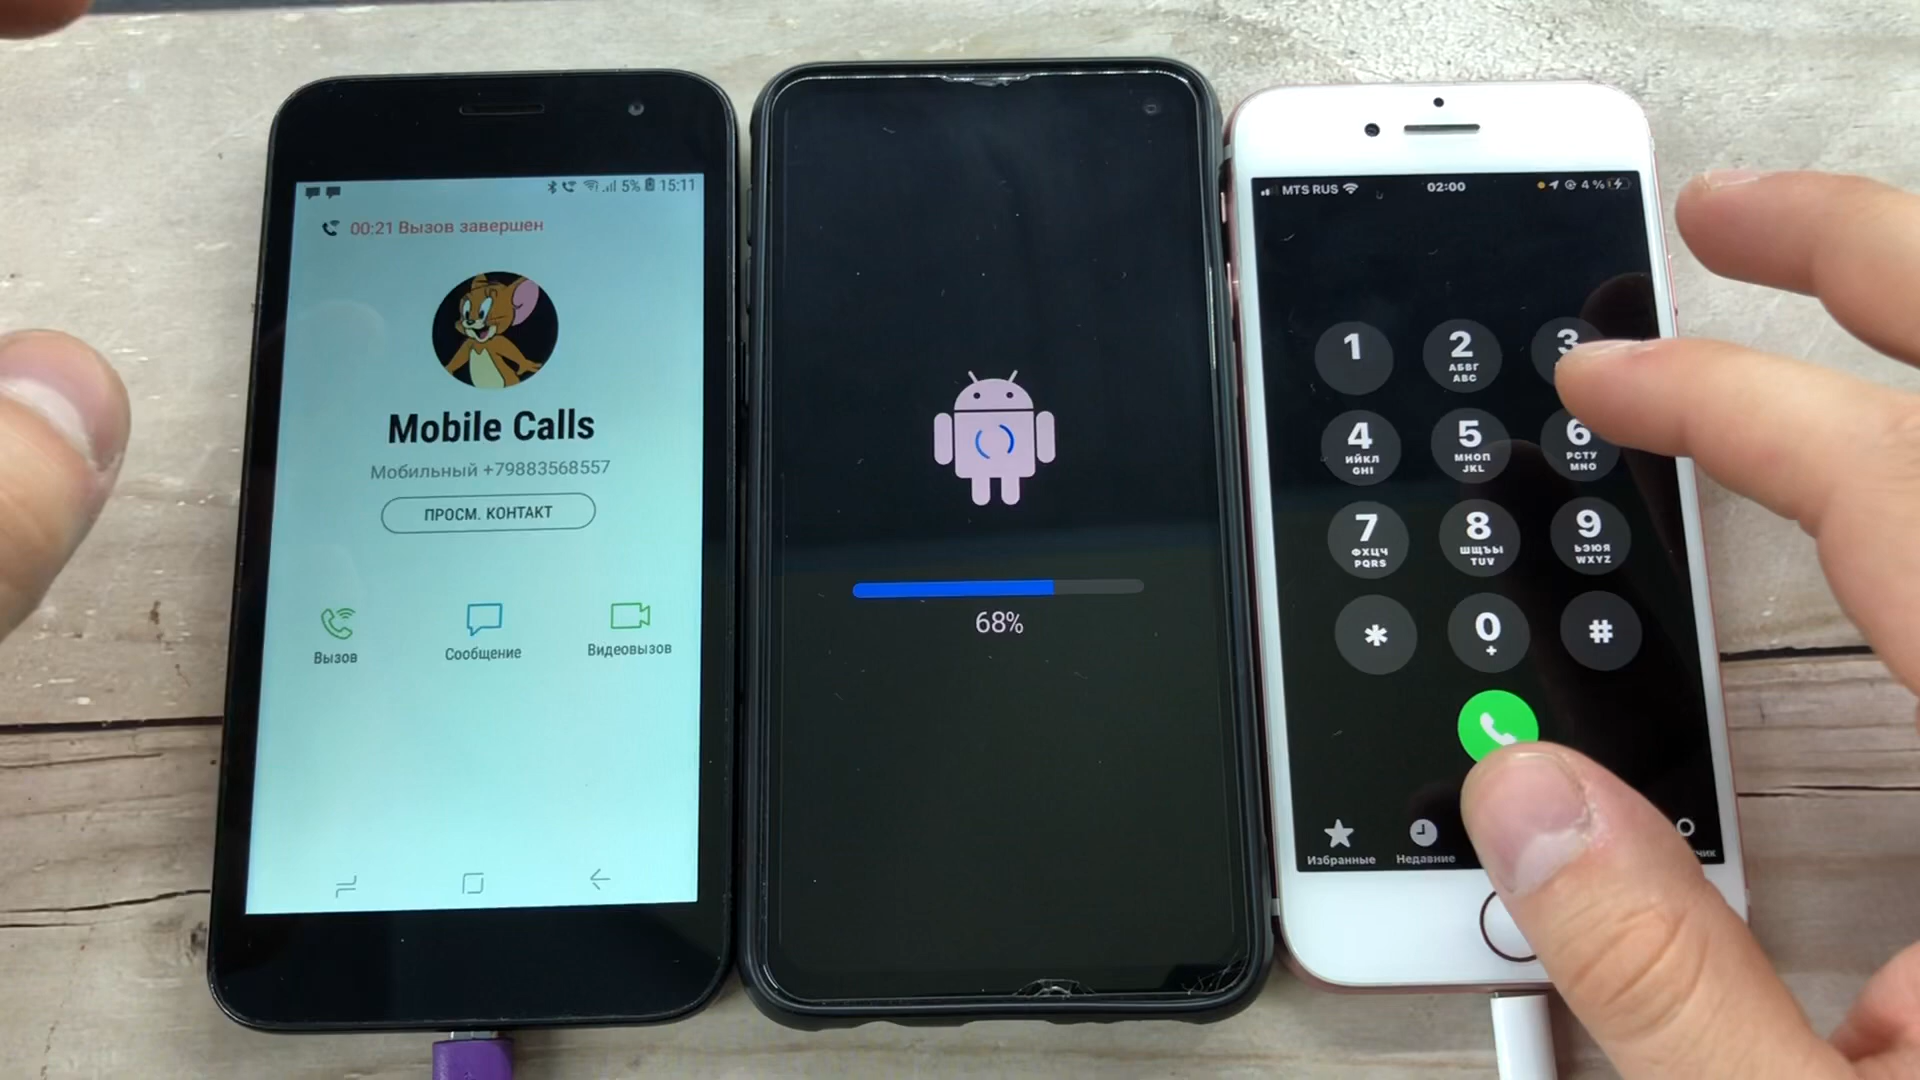 5% 15:11
00:21 Вызов завершен
Mobile Calls
Мобильный +79883568557
ПРОСМ. КОНТАКТ
Вызов
Сообщение
Видеовызов
68%
MTS RUS
02:00
4%
1
2
АБВГ
ABC
3
4
ИЙКЛ
GHI
5
МНОП
JKL
6
РСТУ
MNO
7
ФХЦЧ
PQRS
8
ШЩЪЫ
TUV
9
ЬЭЮЯ
WXYZ
*
0
+
#
Избранные
Недавние